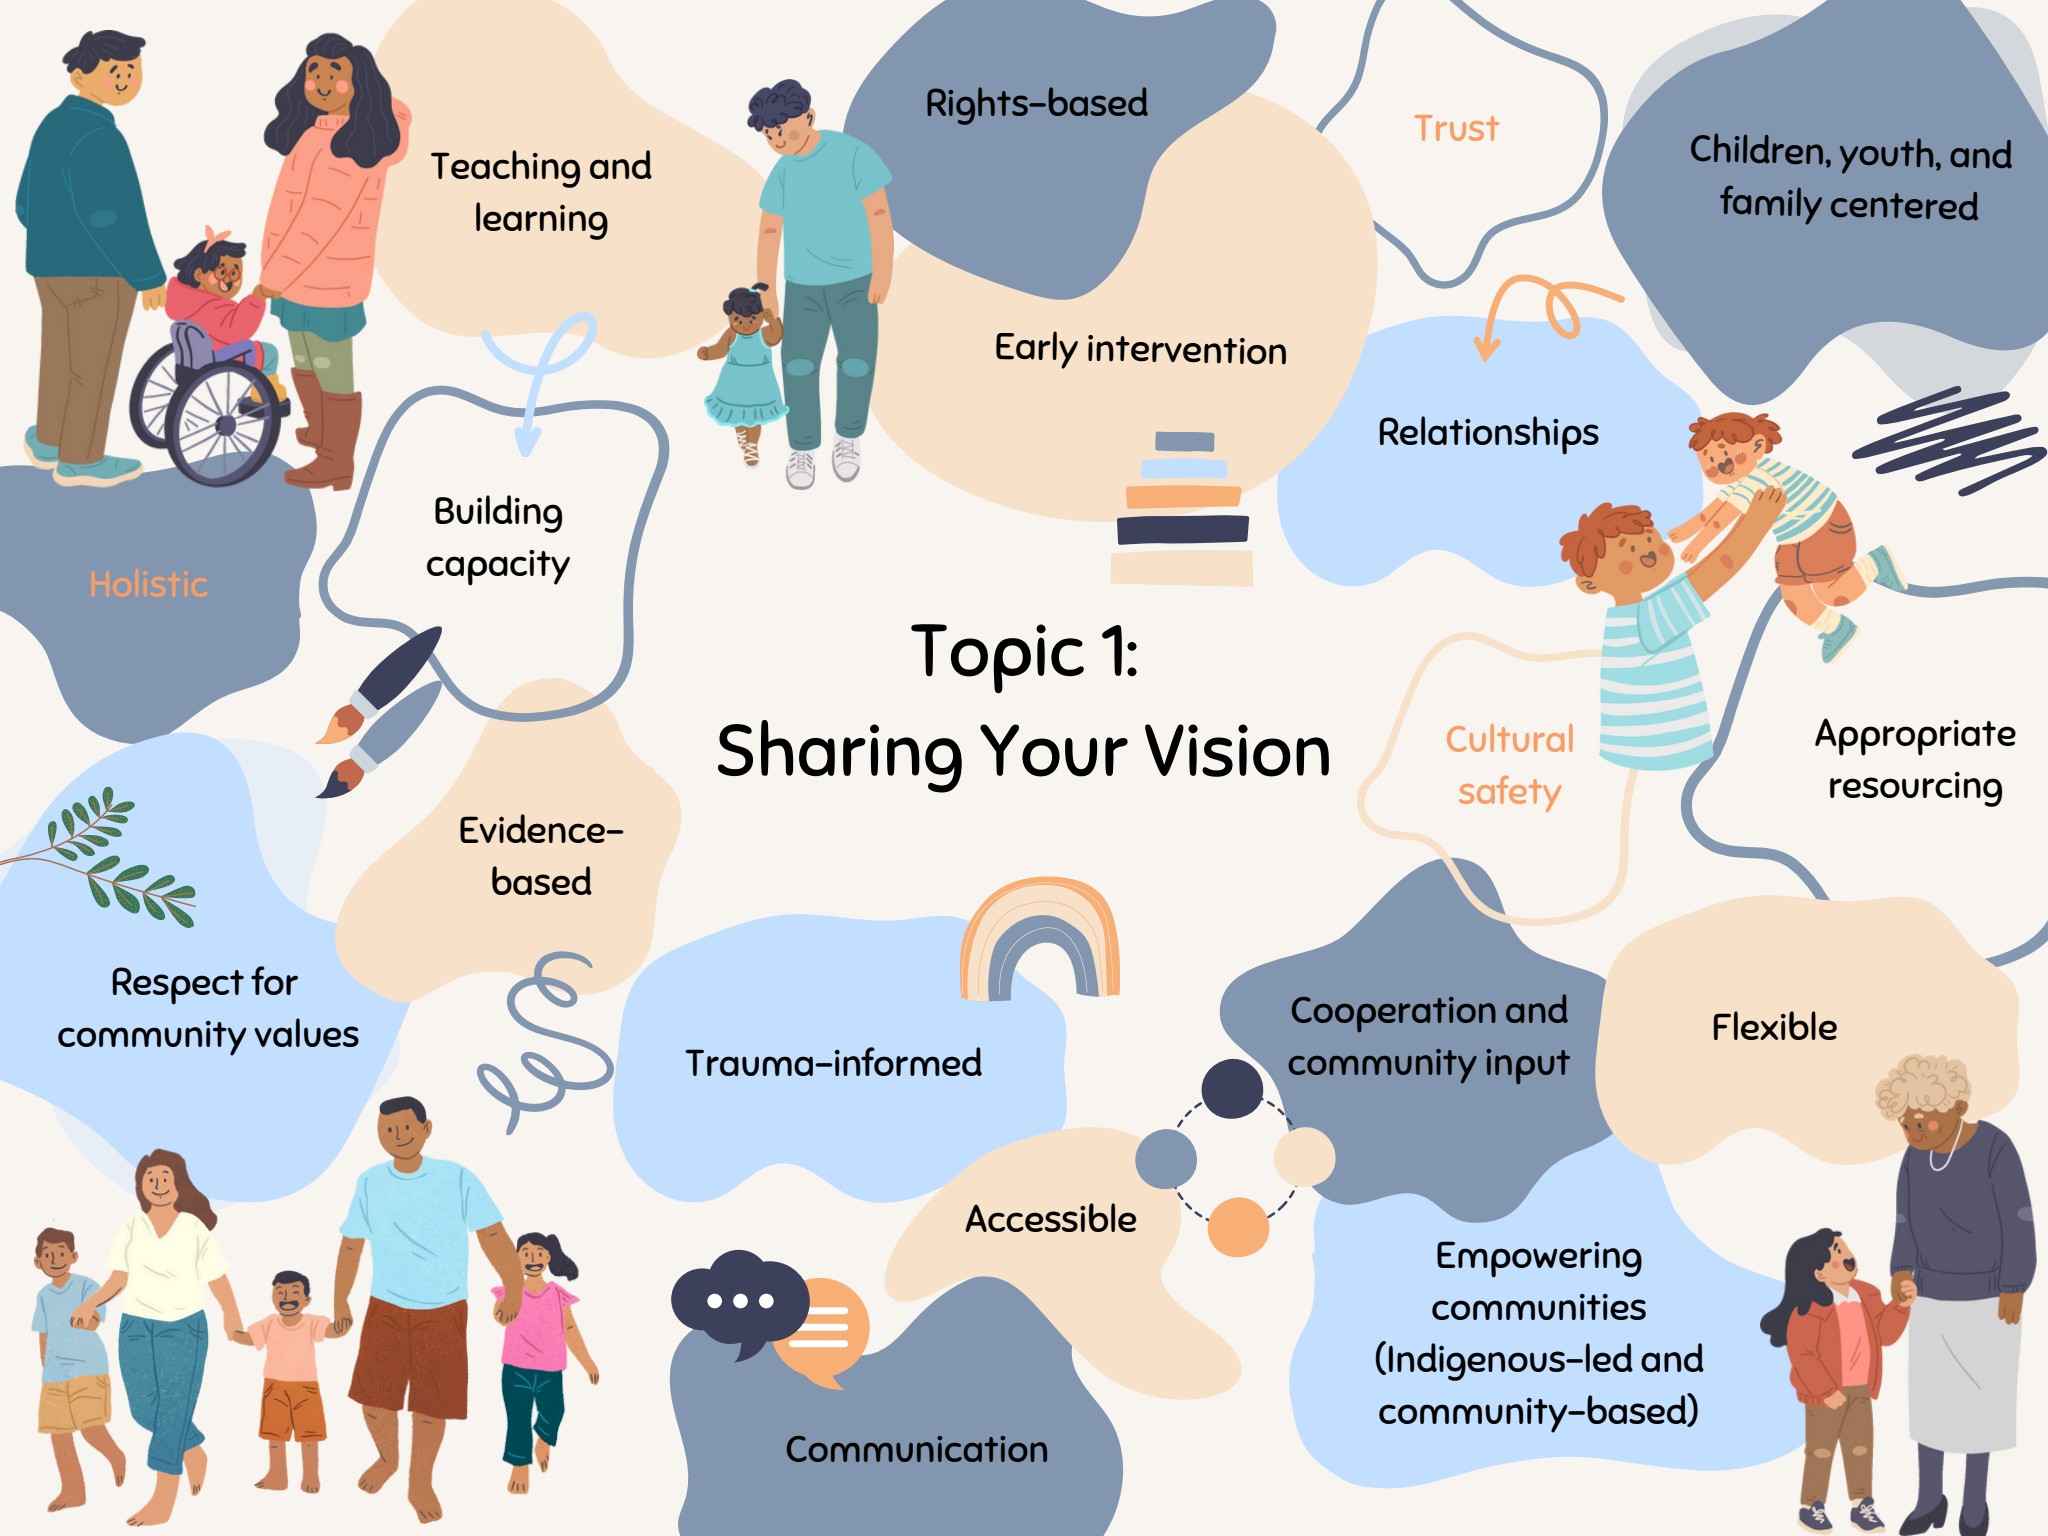 Rights-based
Trust
Children, youth, and
family centered
Teaching and
learning
Early intervention
Relationships
Building
capacity
Holistic
Topic 1:
Sharing Your Vision
Cultural
safety
Appropriate
resourcing
Evidence-
based
Respect for
community values
Trauma-informed
Cooperation and
community input
Flexible
Accessible
Empowering
communities
(Indigenous-led and
community-based)
Communication